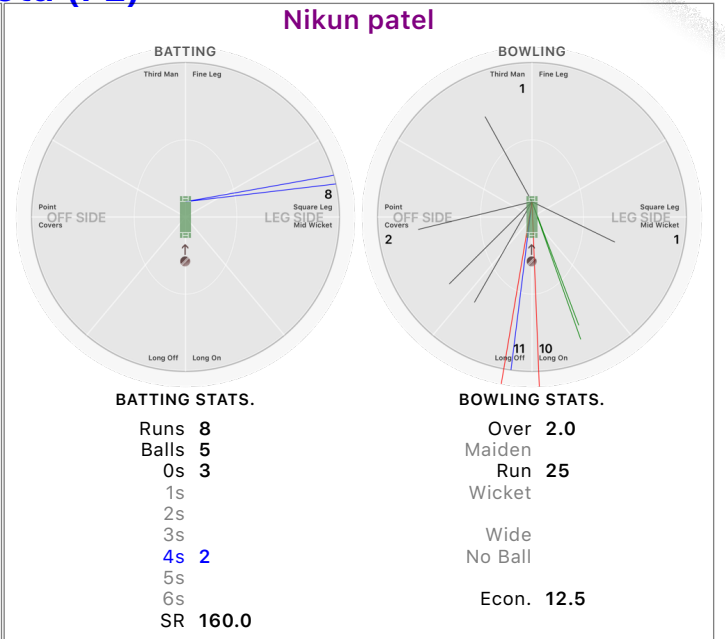 Nikun patel
BATTING
Third Man Fine Leg
8
Point
Covers
OFF SIDE
LEG SIDE
Square Leg
Mid Wicket
Long Off Long On
BATTING STATS.
Runs 8
Balls 5
0s 3
1s
2s
3s
4s 2
5s
6s
SR 160.0
BOWLING
Third Man Fine Leg
1
Point
Covers
OFF SIDE
2
LEG SIDE
Square Leg
Mid Wicket
1
11 10
Long Off Long On
BOWLING STATS.
Over 2.0
Maiden
Run 25
Wicket
Wide
No Ball
Econ. 12.5